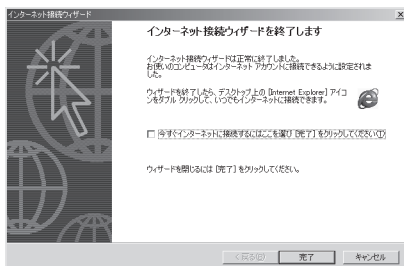 インターネット接続ウィザード
インターネット接続ウィザードを終了します
インターネット接続ウィザードは正常に終了しました。
お使いのコンピュータはインターネット アカウントに接続できるように設定されま
した。
ウィザードを終了したら、デスクトップ上の [Internet Explorer] アイコ
ンをダブル クリックして、いつでもインターネットに接続できます。
今すぐインターネットに接続するにはここを選び [完了] をクリックしてください(I)
ウィザードを閉じるには [完了] をクリックしてください。
< 戻る(B)
完了
キャンセル